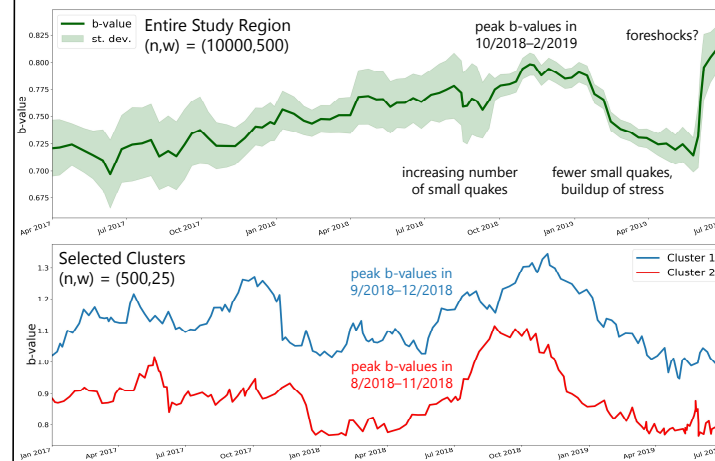 b-value
st. dev.
Entire Study Region
(n,w) = (10000,500)
peak b-values in
10/2018–2/2019
foreshocks?
0.825
0.800
0.775
0.750
0.725
0.700
0.675
b-value
increasing number
of small quakes
fewer small quakes,
buildup of stress
Apr 2017
Jul 2017
Oct 2017
Jan 2018
Apr 2018
Jul 2018
Oct 2018
Jan 2019
Apr 2019
Jul 20
Selected Clusters
(n,w) = (500,25)
peak b-values in
9/2018–12/2018
Cluster 1
Cluster 2
1.3
1.2
1.1
1.0
0.9
0.8
b-value
peak b-values in
8/2018–11/2018
Jan 2017
Apr 2017
Jul 2017
Oct 2017
Jan 2018
Apr 2018
Jul 2018
Oct 2018
Jan 2019
Apr 2019
Jul 20